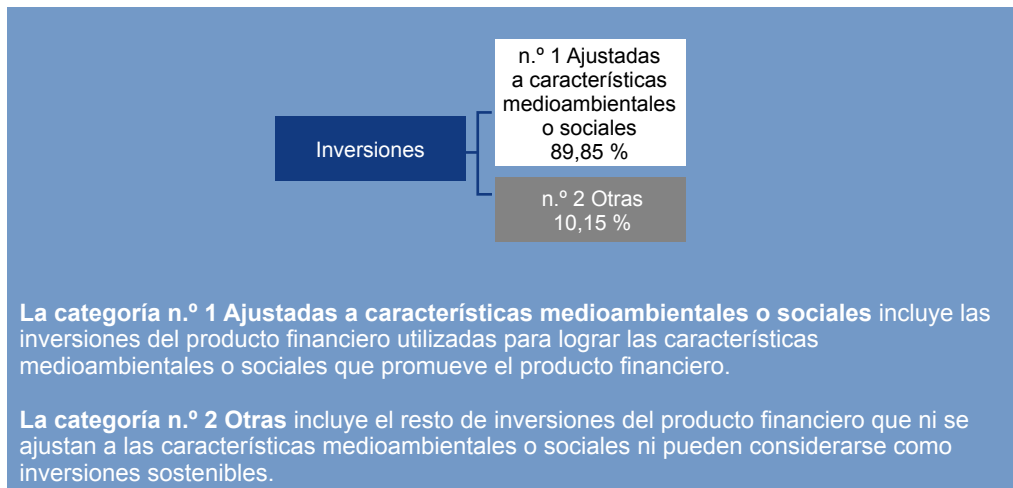 n.º 1 Ajustadas
a características
medioambientales
o sociales
89,85 %
Inversiones
n.º 2 Otras
10,15 %
La categoría n.º 1 Ajustadas a características medioambientales o sociales incluye las
inversiones del producto financiero utilizadas para lograr las características
medioambientales o sociales que promueve el producto financiero.
La categoría n.º 2 Otras incluye el resto de inversiones del producto financiero que ni se
ajustan a las características medioambientales o sociales ni pueden considerarse como
inversiones sostenibles.